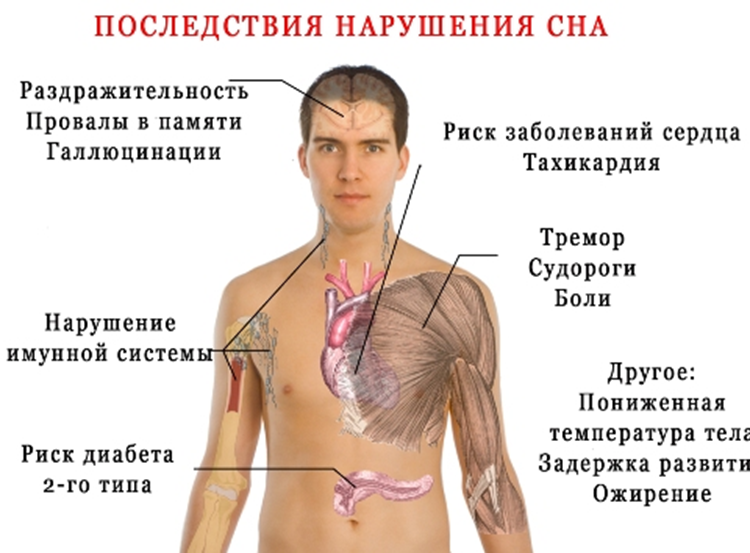 ПОСЛЕДСТВИЯ НАРУШЕНИЯ СНА
Раздражительность
Провалы в памяти
Галлюцинации
Риск заболеваний сердца
Тахикардия
Тремор
Судороги
Боли
Нарушение
имунной системы
Другое:
Пониженная
температура тела
Задержка развити
Ожирение
Риск диабета
2-го типа